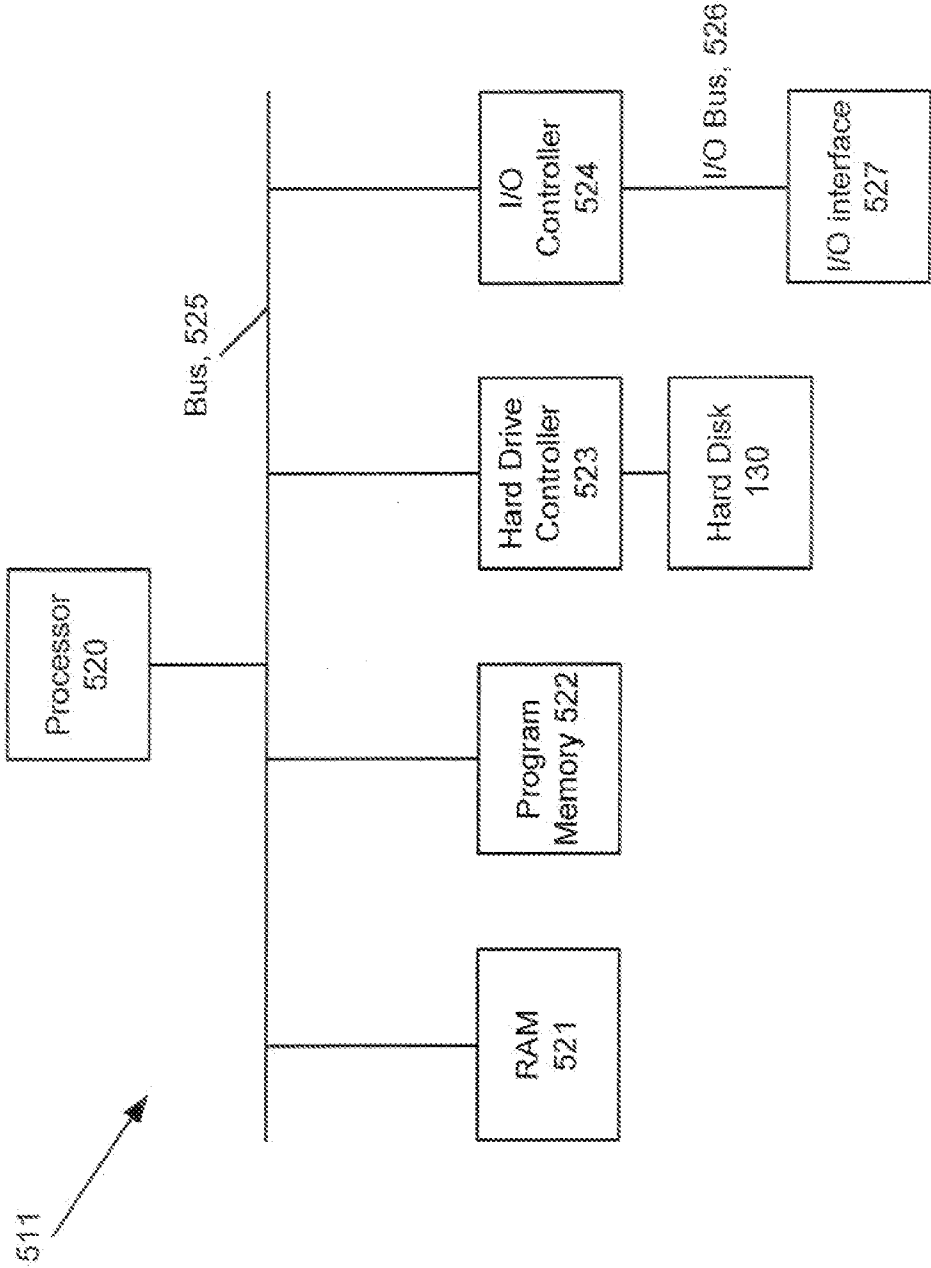 511
Processor
520
Bus, 525
RAM
521
Program
Memory 522
Hard Drive
Controller
523
I/O
Controller
524
Hard Disk
130
I/O Bus, 526
I/O interface
527